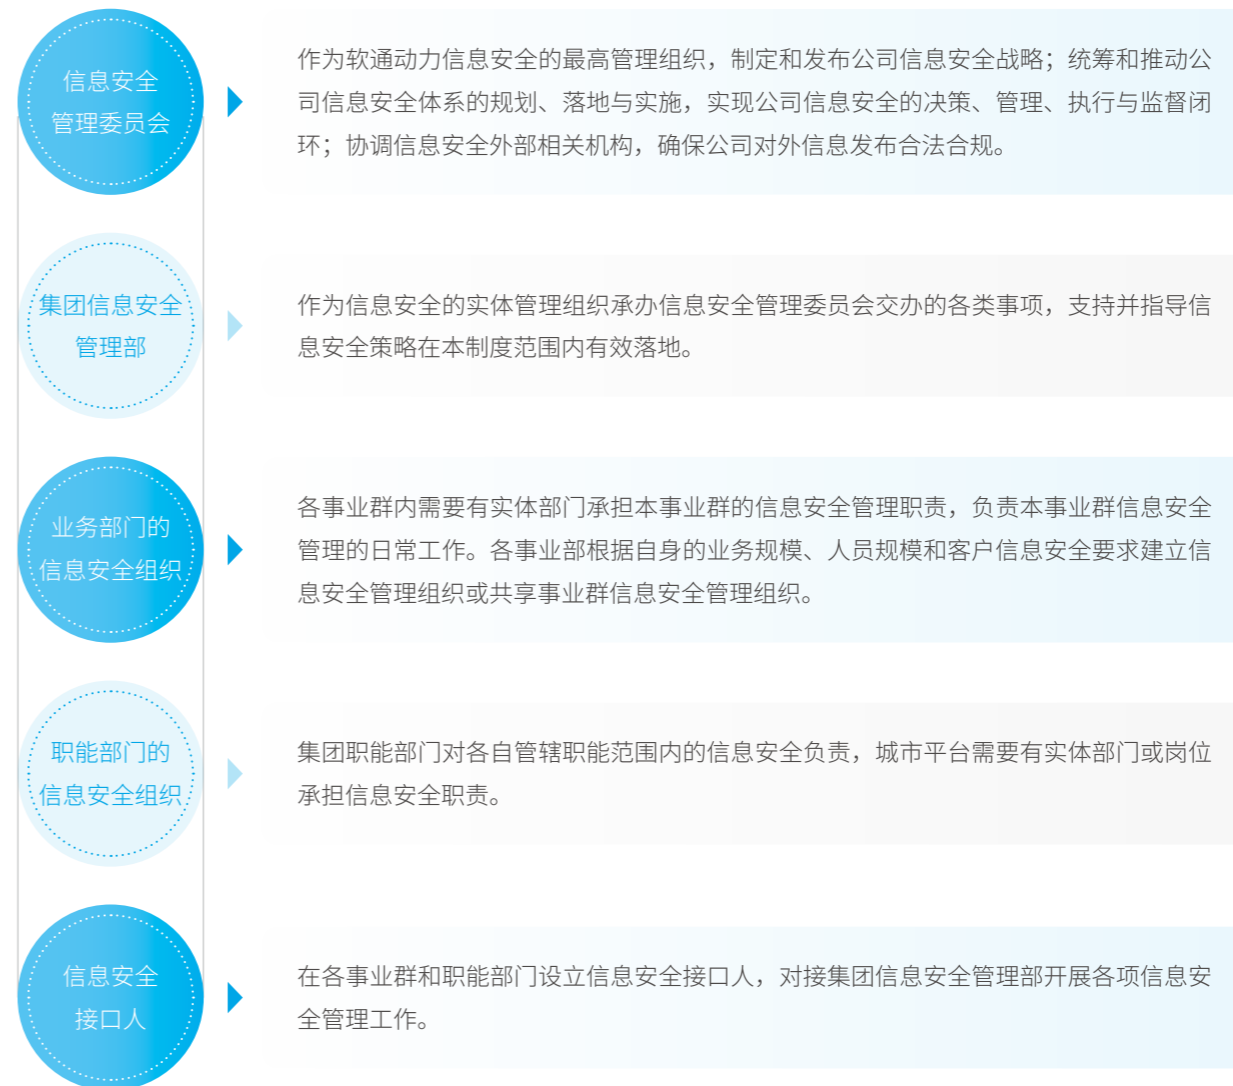 信息安全
管理委员会
作为软通动力信息安全的最高管理组织，制定和发布公司信息安全战略；统筹和推动公
司信息安全体系的规划、落地与实施，实现公司信息安全的决策、管理、执行与监督闭
环；协调信息安全外部相关机构，确保公司对外信息发布合法合规。
集团信息安全
管理部
作为信息安全的实体管理组织承办信息安全管理委员会交办的各类事项，支持并指导信
息安全策略在本制度范围内有效落地。
业务部门的
信息安全组织
各事业群内需要有实体部门承担本事业群的信息安全管理职责，负责本事业群信息安全
管理的日常工作。各事业部根据自身的业务规模、人员规模和客户信息安全要求建立信
息安全管理组织或共享事业群信息安全管理组织。
职能部门的
信息安全组织
集团职能部门对各自管辖职能范围内的信息安全负责，城市平台需要有实体部门或岗位
承担信息安全职责。
信息安全
接口人
在各事业群和职能部门设立信息安全接口人，对接集团信息安全管理部开展各项信息安
全管理工作。